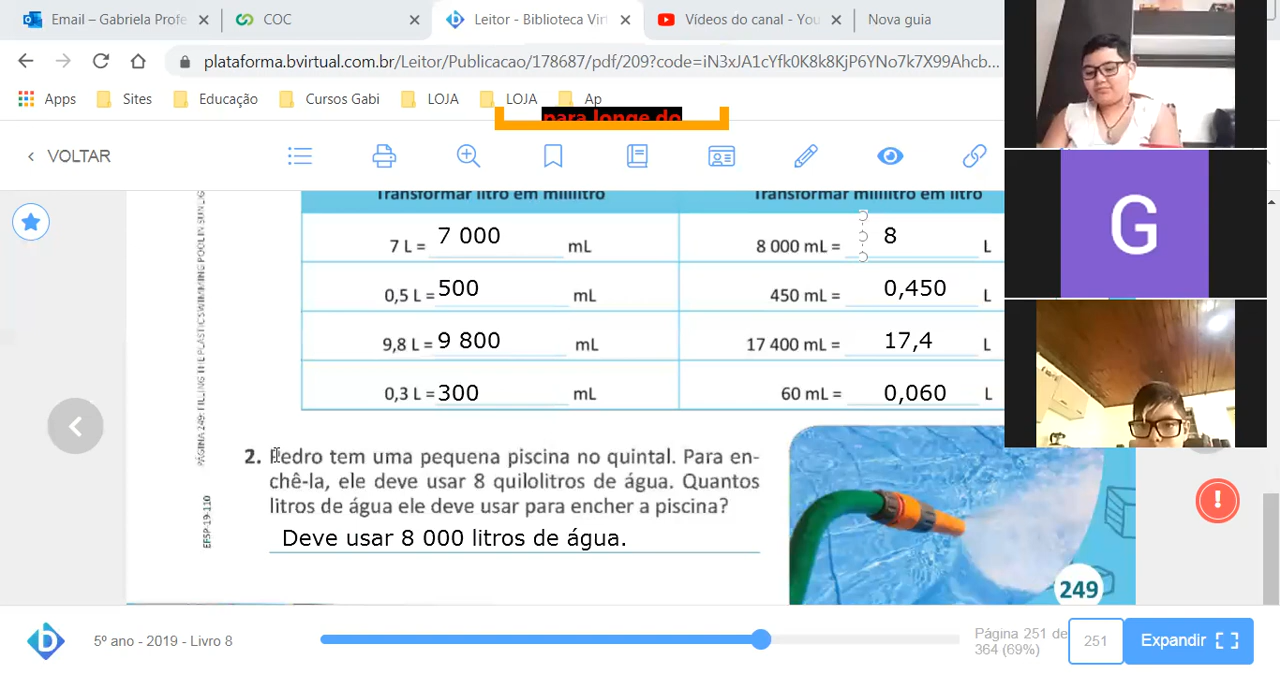 Email – Gabriela Profe
COC
Leitor - Biblioteca Virt
Vídeos do canal - You
Nova guia
plataforma.bvirtual.com.br/Leitor/Publicacao/178687/pdf/209?code=iN3xJA1cYfk0K8k8KjP6YNo7k7X99Ahcb...
Apps
Sites
Educação
Cursos Gabi
LOJA
LOJA
Ap
para longe do
VOLTAR
Transformar litro em mililitro
Transformar mililitro em litro
7 L = 7 000 mL
8 000 mL = 8 L
0,5 L = 500 mL
450 mL = 0,450 L
9,8 L = 9 800 mL
17 400 mL = 17,4 L
0,3 L = 300 mL
60 mL = 0,060 L
G
2. Pedro tem uma pequena piscina no quintal. Para en-
chê-la, ele deve usar 8 quilolitros de água. Quantos
litros de água ele deve usar para encher a piscina?
Deve usar 8 000 litros de água.
EFSP-19-110
249
5º ano - 2019 - Livro 8
Página 251 de
364 (69%)
251
Expandir